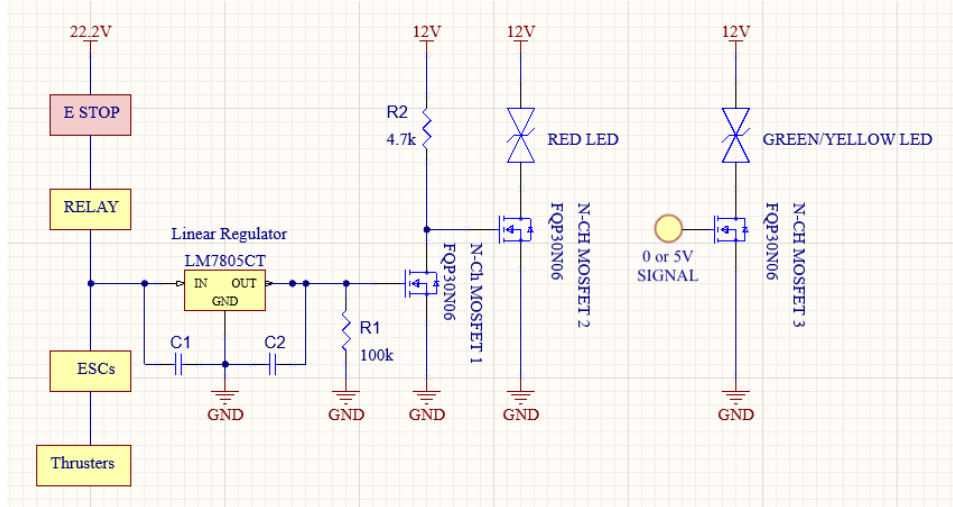 22.2V
12V
12V
12V
E STOP
R2
4.7k
RED LED
GREEN/YELLOW LED
RELAY
Linear Regulator
LM7805CT
IN
OUT
GND
N-Ch MOSFET 1
FQP30N06
N-CH MOSFET 2
FQP30N06
0 or 5V
SIGNAL
N-CH MOSFET 3
FQP30N06
C1
C2
R1
100k
ESCs
GND
GND
GND
GND
GND
Thrusters